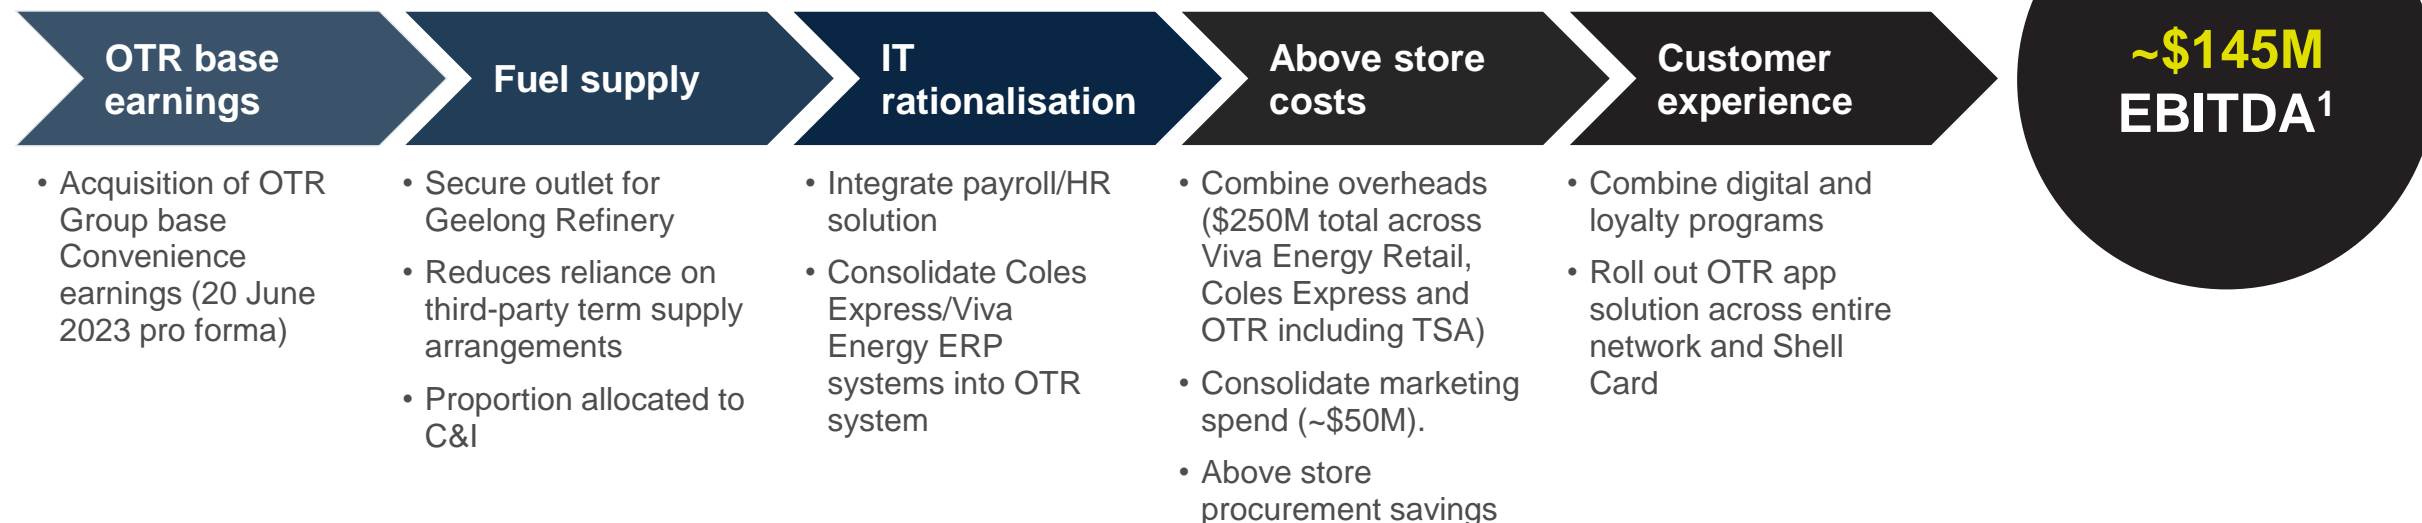 OTR base
earnings
Fuel supply
IT
rationalisation
Above store
costs
Customer
experience
~$145M
EBITDA¹
• Acquisition of OTR
Group base
Convenience
earnings (20 June
2023 pro forma)
• Secure outlet for
Geelong Refinery
• Reduces reliance on
third-party term supply
arrangements
• Proportion allocated to
C&I
• Integrate payroll/HR
solution
• Consolidate Coles
Express/Viva
Energy ERP
systems into OTR
system
• Combine overheads
($250M total across
Viva Energy Retail,
Coles Express and
OTR including TSA)
• Consolidate marketing
spend (~$50M).
• Above store
procurement savings
• Combine digital and
loyalty programs
• Roll out OTR app
solution across entire
network and Shell
Card